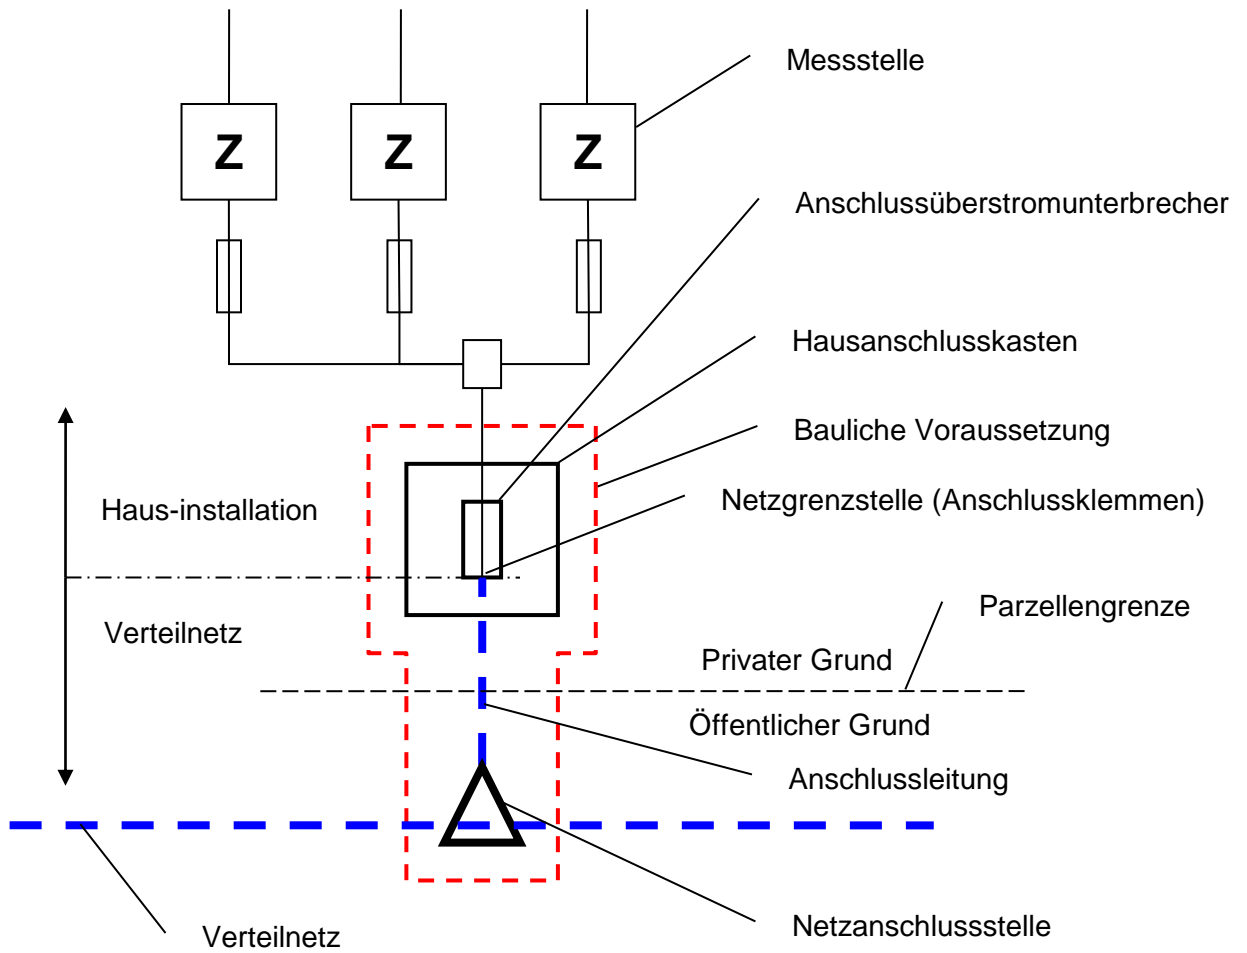 Messstelle
Z Z Z
Anschlussüberstromunterbrecher
Hausanschlusskasten
Bauliche Voraussetzung
Netzgrenzstelle (Anschlussklemmen)
Haus-installation
Parzellengrenze
Verteilnetz
Privater Grund
Öffentlicher Grund
Anschlussleitung
Netzanschlussstelle
Verteilnetz